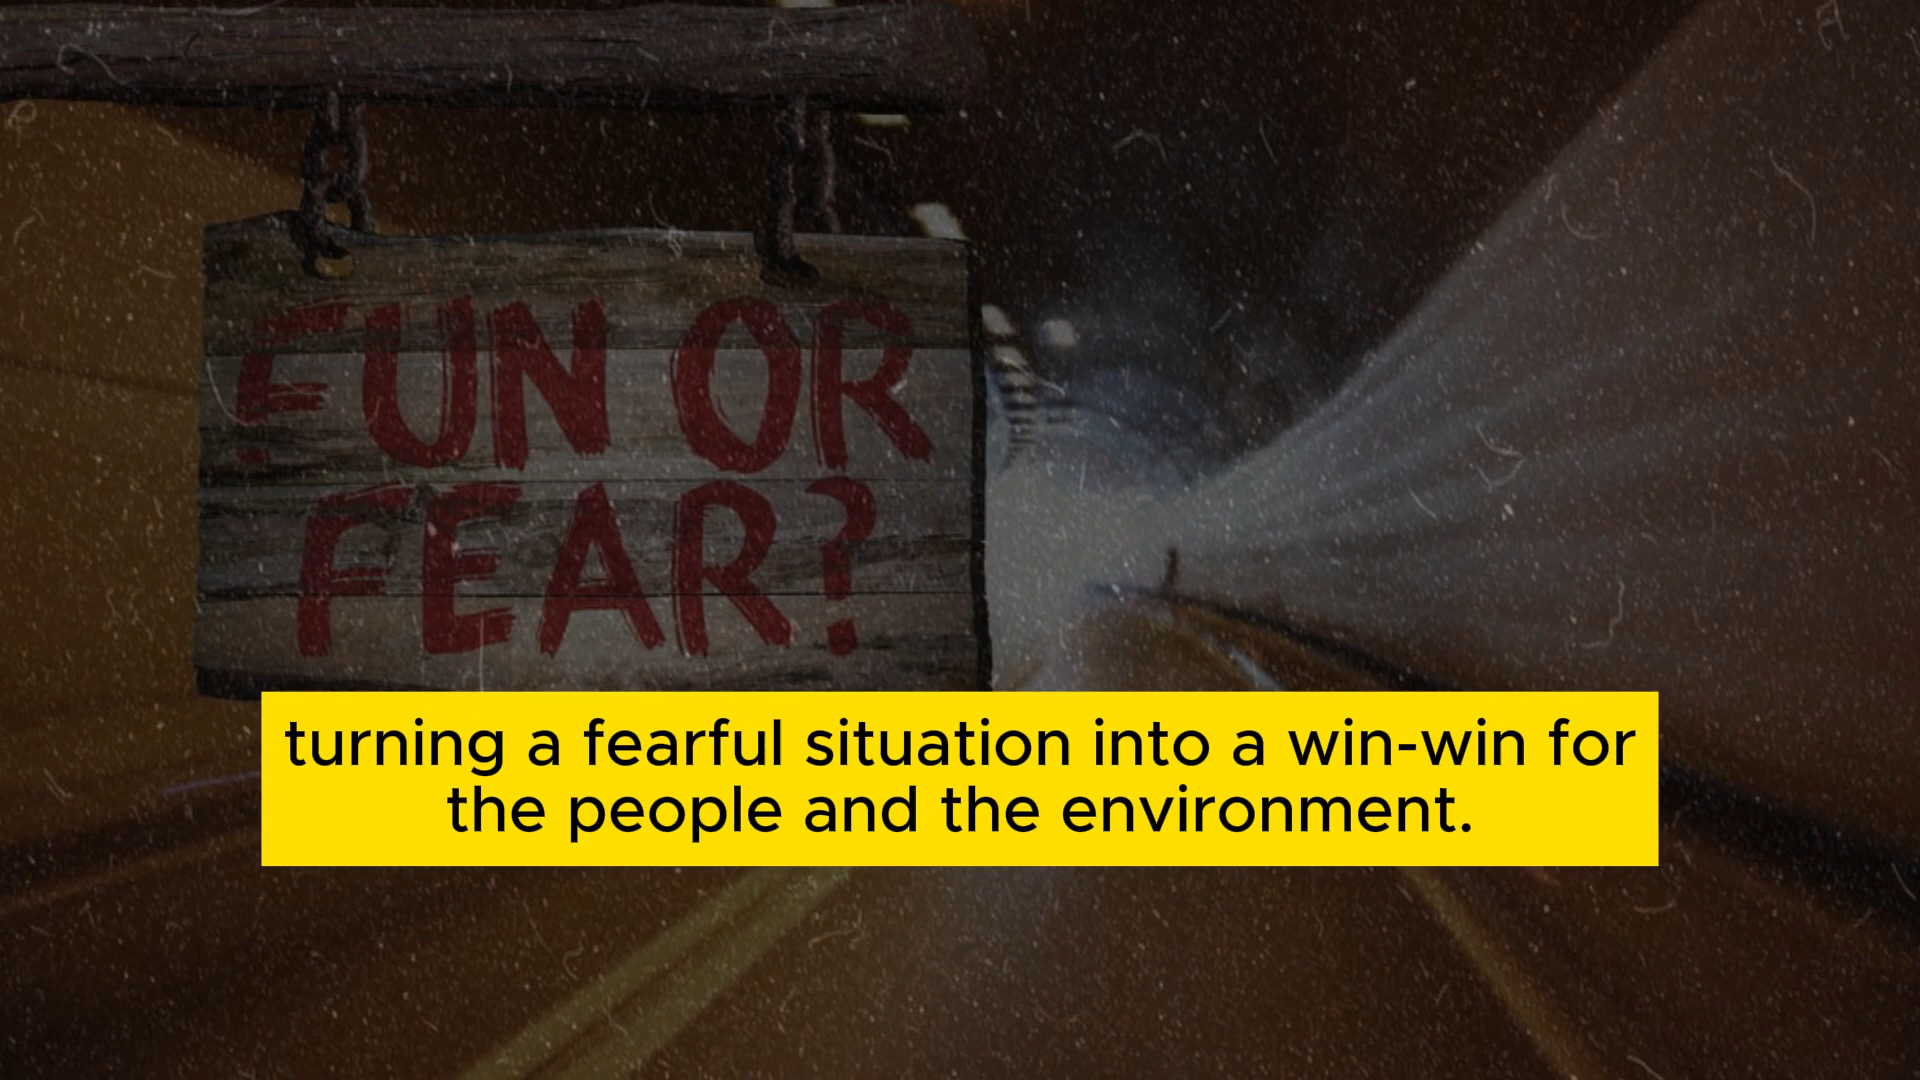 FUN OR
FEAR?
turning a fearful situation into a win-win for
the people and the environment.